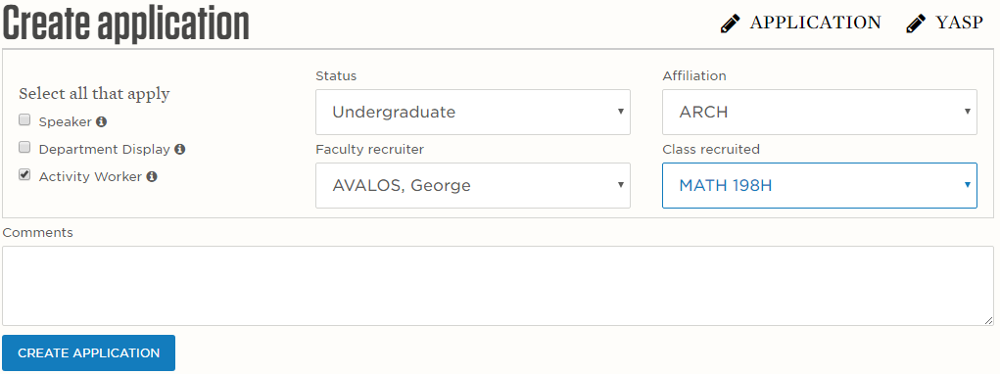 Create application
APPLICATION
YASP
Select all that apply
Speaker
Department Display
Activity Worker
Status
Undergraduate
Affiliation
ARCH
Faculty recruiter
AVALOS, George
Class recruited
MATH 198H
Comments
CREATE APPLICATION